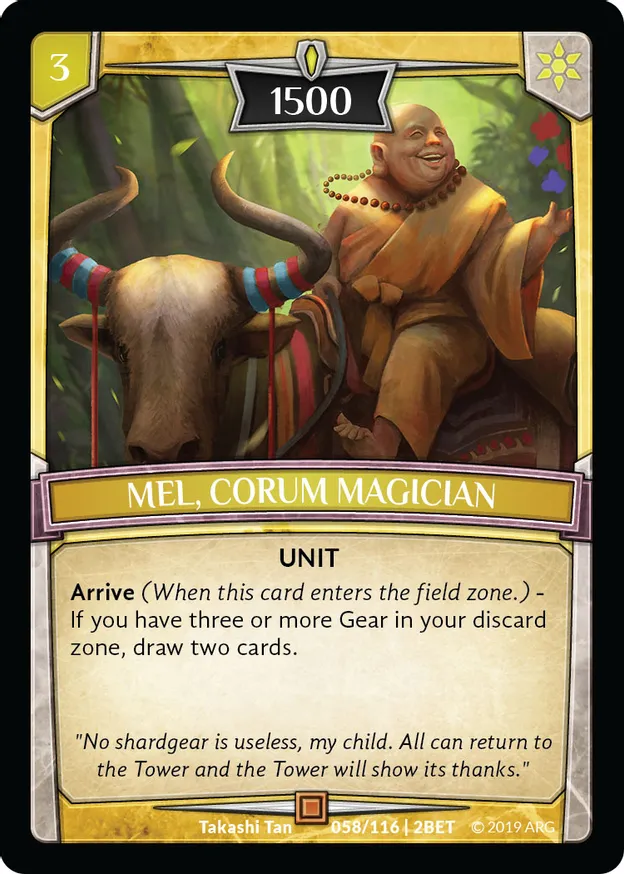 3
1500
MEL, CORUM MAGICIAN
UNIT
Arrive (When this card enters the field zone.) -
If you have three or more Gear in your discard
zone, draw two cards.
"No shardgear is useless, my child. All can return to
the Tower and the Tower will show its thanks."
Takashi Tan 058/116 | 2BET © 2019 ARG